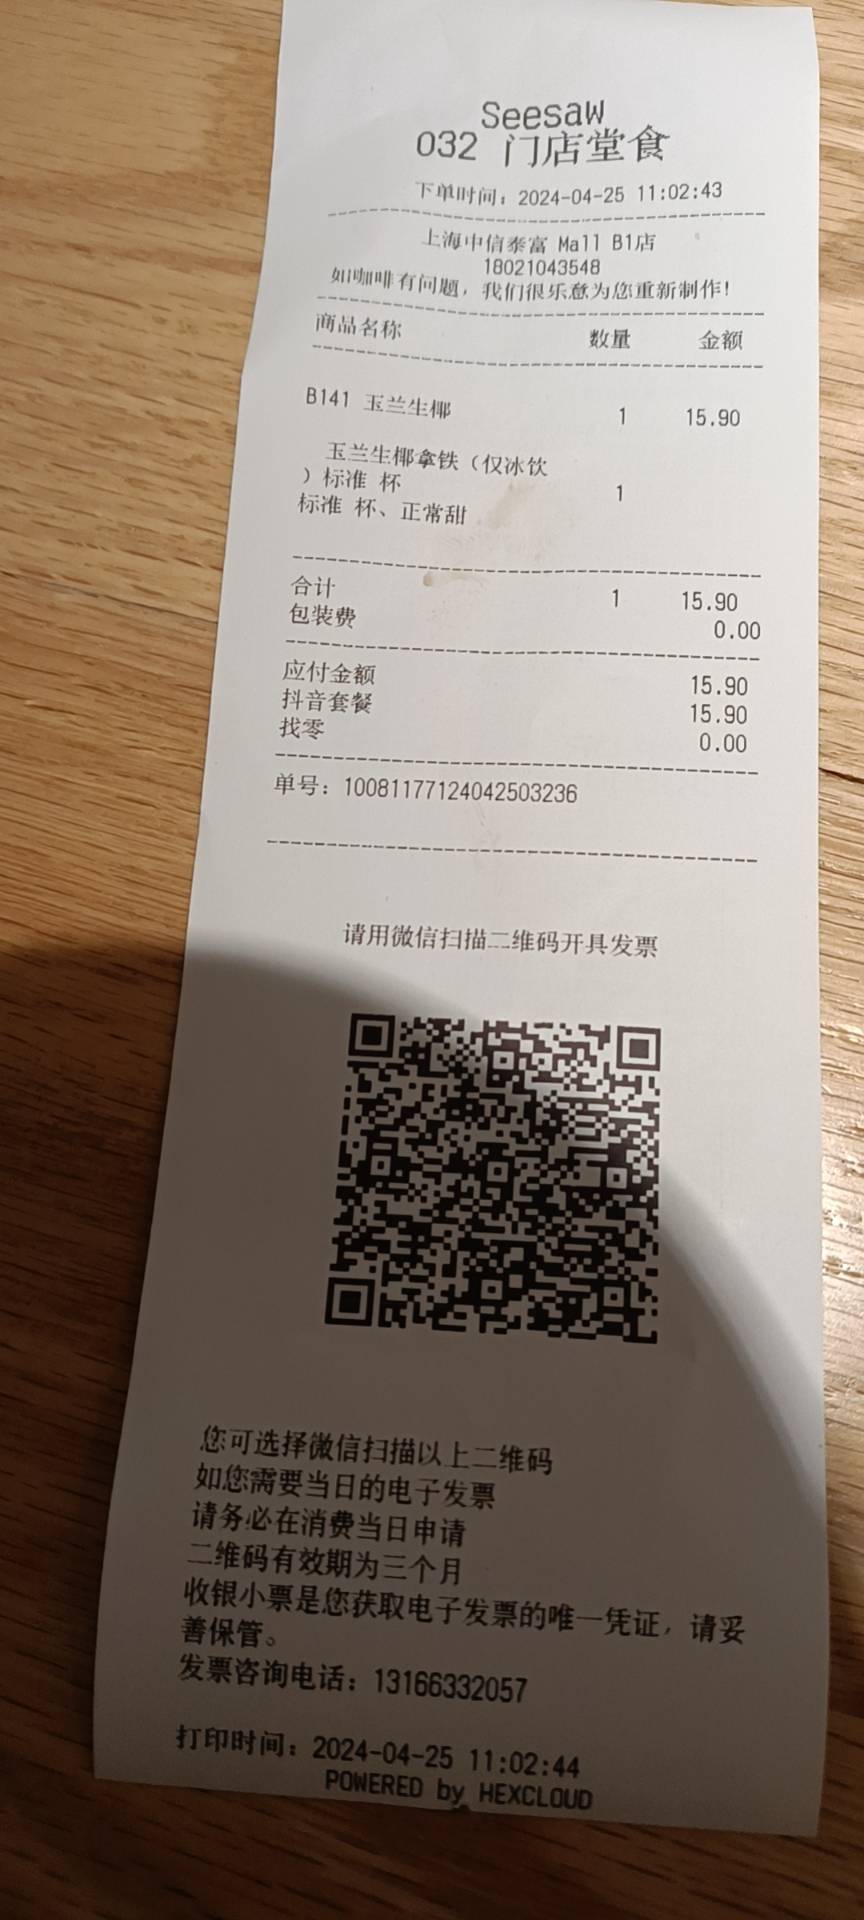 Seesaw
032 门店堂食
下单时间：2024-04-25 11:02:43
上海中信泰富 Mall B1店
18021043548
如咖啡有问题，我们很乐意为您重新制作！
商品名称 数量 金额
B141 玉兰生椰 1 15.90
玉兰生椰拿铁（仅冰饮
）标准 杯 1
标准 杯、正常甜
合计 1 15.90
包装费 0.00
应付金额 15.90
抖音套餐 15.90
找零 0.00
单号：10081177124042503236
请用微信扫描二维码开具发票
您可选择微信扫描以上二维码
如您需要当日的电子发票
请务必在消费当日申请
二维码有效期为三个月
收银小票是您获取电子发票的唯一凭证，请妥
善保管。
发票咨询电话：13166332057
打印时间：2024-04-25 11:02:44
POWERED by HEXCLOUD